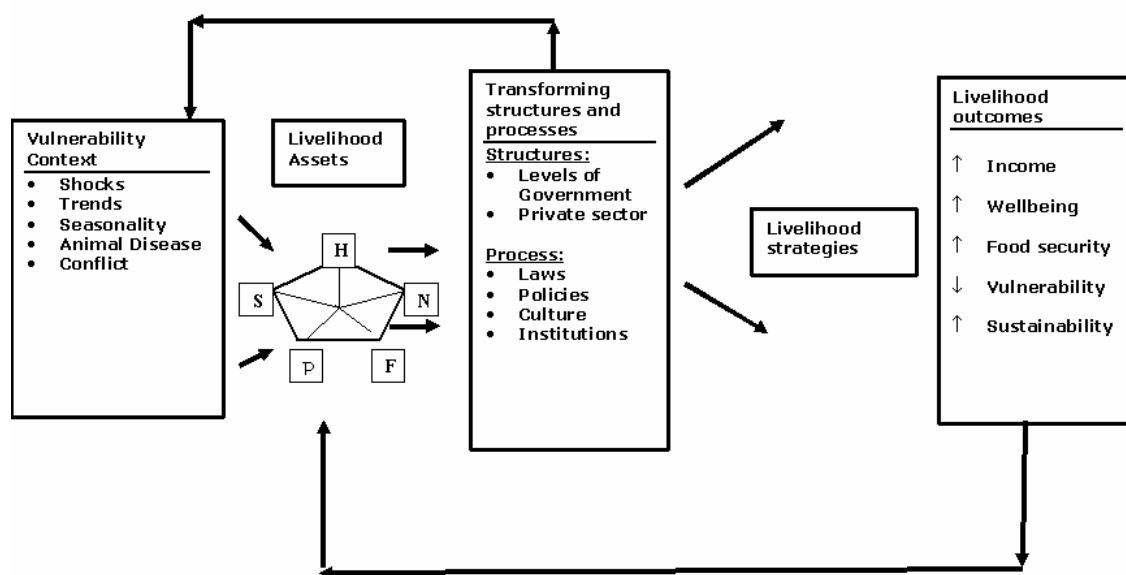 Vulnerability
Context
• Shocks
• Trends
• Seasonality
• Animal Disease
• Conflict
Livelihood
Assets
H
S
N
P
F
Transforming
structures and
processes
Structures:
• Levels of
Government
• Private sector
Process:
• Laws
• Policies
• Culture
• Institutions
Livelihood
strategies
Livelihood
outcomes
↑ Income
↑ Wellbeing
↑ Food security
↓ Vulnerability
↑ Sustainability